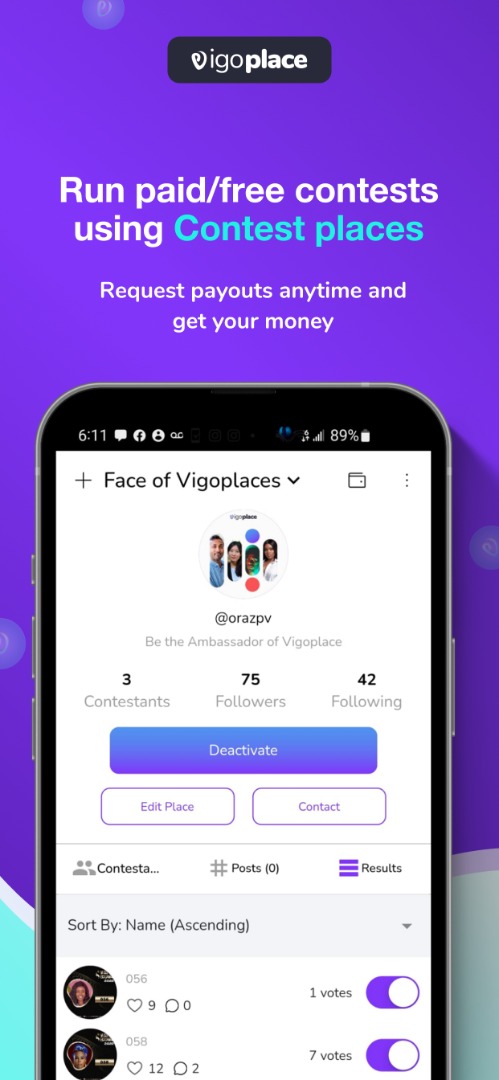 vigoplace
Run paid/free contests
using Contest places
Request payouts anytime and
get your money
6:11 89%
Face of Vigoplaces
vigoplace
@orazpv
Be the Ambassador of Vigoplace
3 75 42
Contestants Followers Following
Deactivate
Edit Place Contact
Contesta... Posts (0) Results
Sort By: Name (Ascending)
056
9 0 1 votes
058
12 2 7 votes